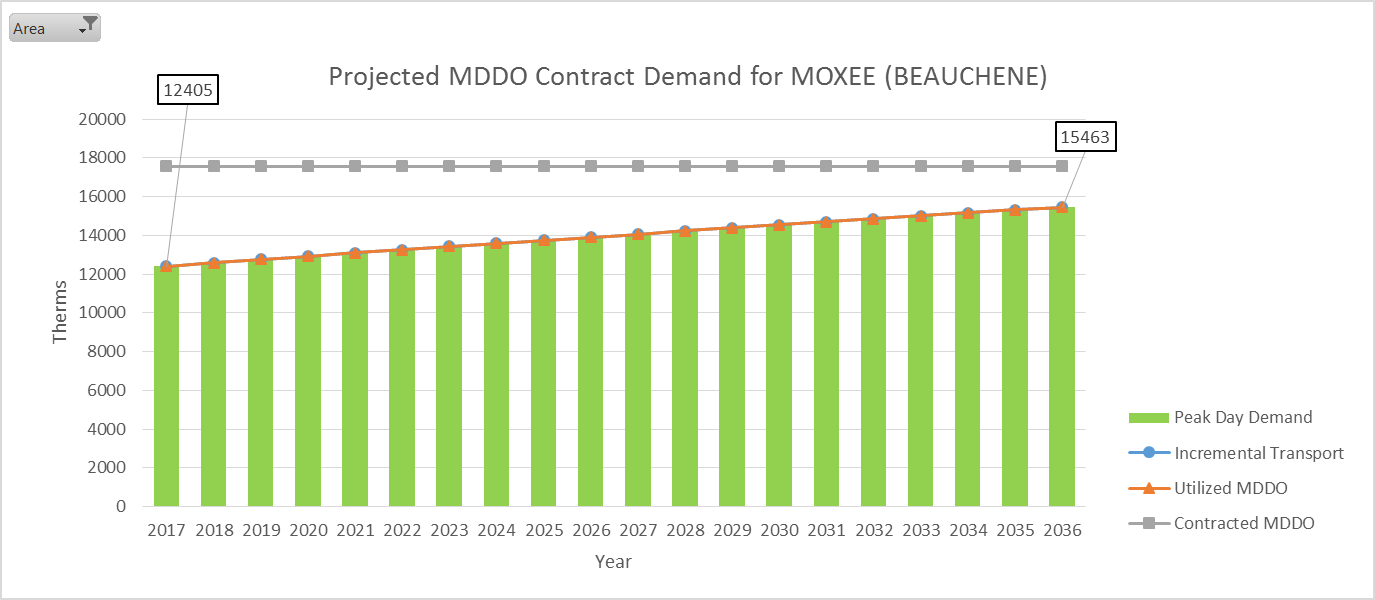 Area
Projected MDDO Contract Demand for MOXEE (BEAUCHENE)
12405
15463
20000
18000
16000
14000
12000
10000
8000
6000
4000
2000
0
Therms
2017 2018 2019 2020 2021 2022 2023 2024 2025 2026 2027 2028 2029 2030 2031 2032 2033 2034 2035 2036
Year
Peak Day Demand
Incremental Transport
Utilized MDDO
Contracted MDDO